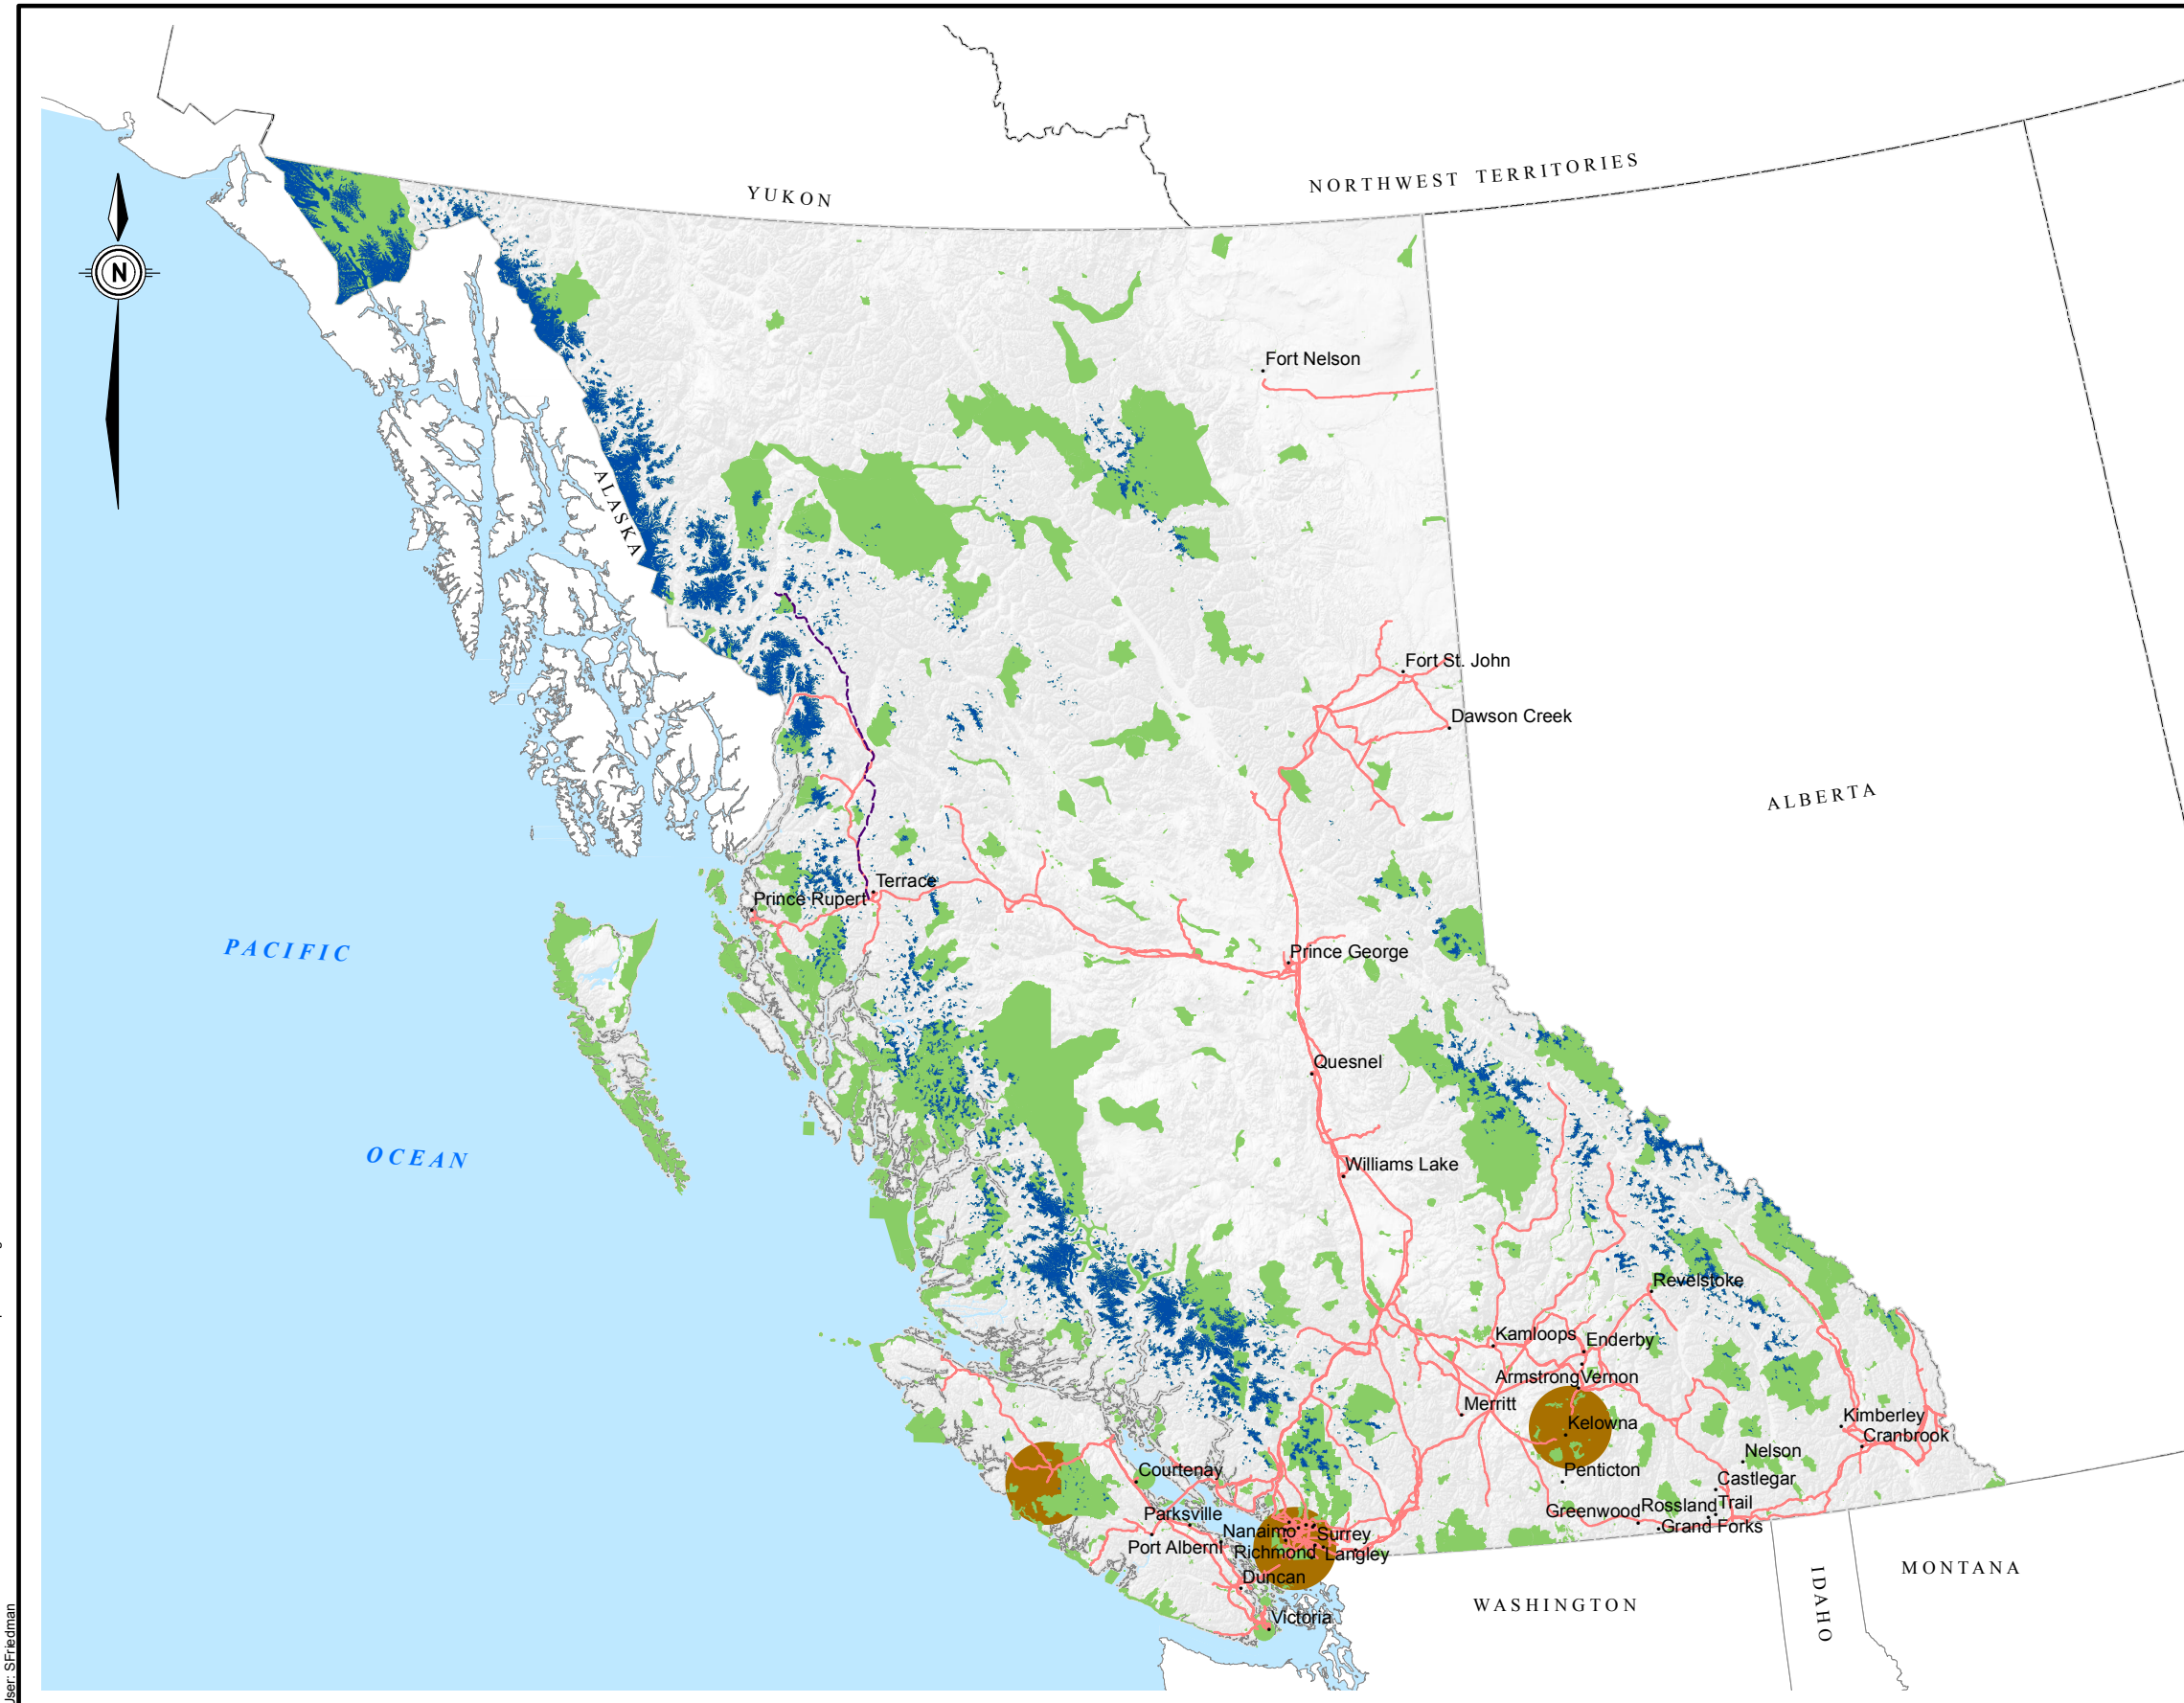 YUKON
NORTHWEST TERRITORIES
N
Fort Nelson
ALASKA
Fort St. John
Dawson Creek
ALBERTA
Terrace
Prince Rupert
PACIFIC
Prince George
Quesnel
OCEAN
Williams Lake
Revelstoke
Kamloops
Enderby
Armstrong
Vernon
Merritt
Kelowna
Kimberley
Cranbrook
Nelson
Courtenay
Penticton
Castlegar
Parksville
Greenwood
Rossland
Trail
Nanaimo
Surrey
Grand Forks
Port Alberni
Richmond
Langley
Duncan
MONTANA
IDAHO
WASHINGTON
Victoria
User: SFriedman